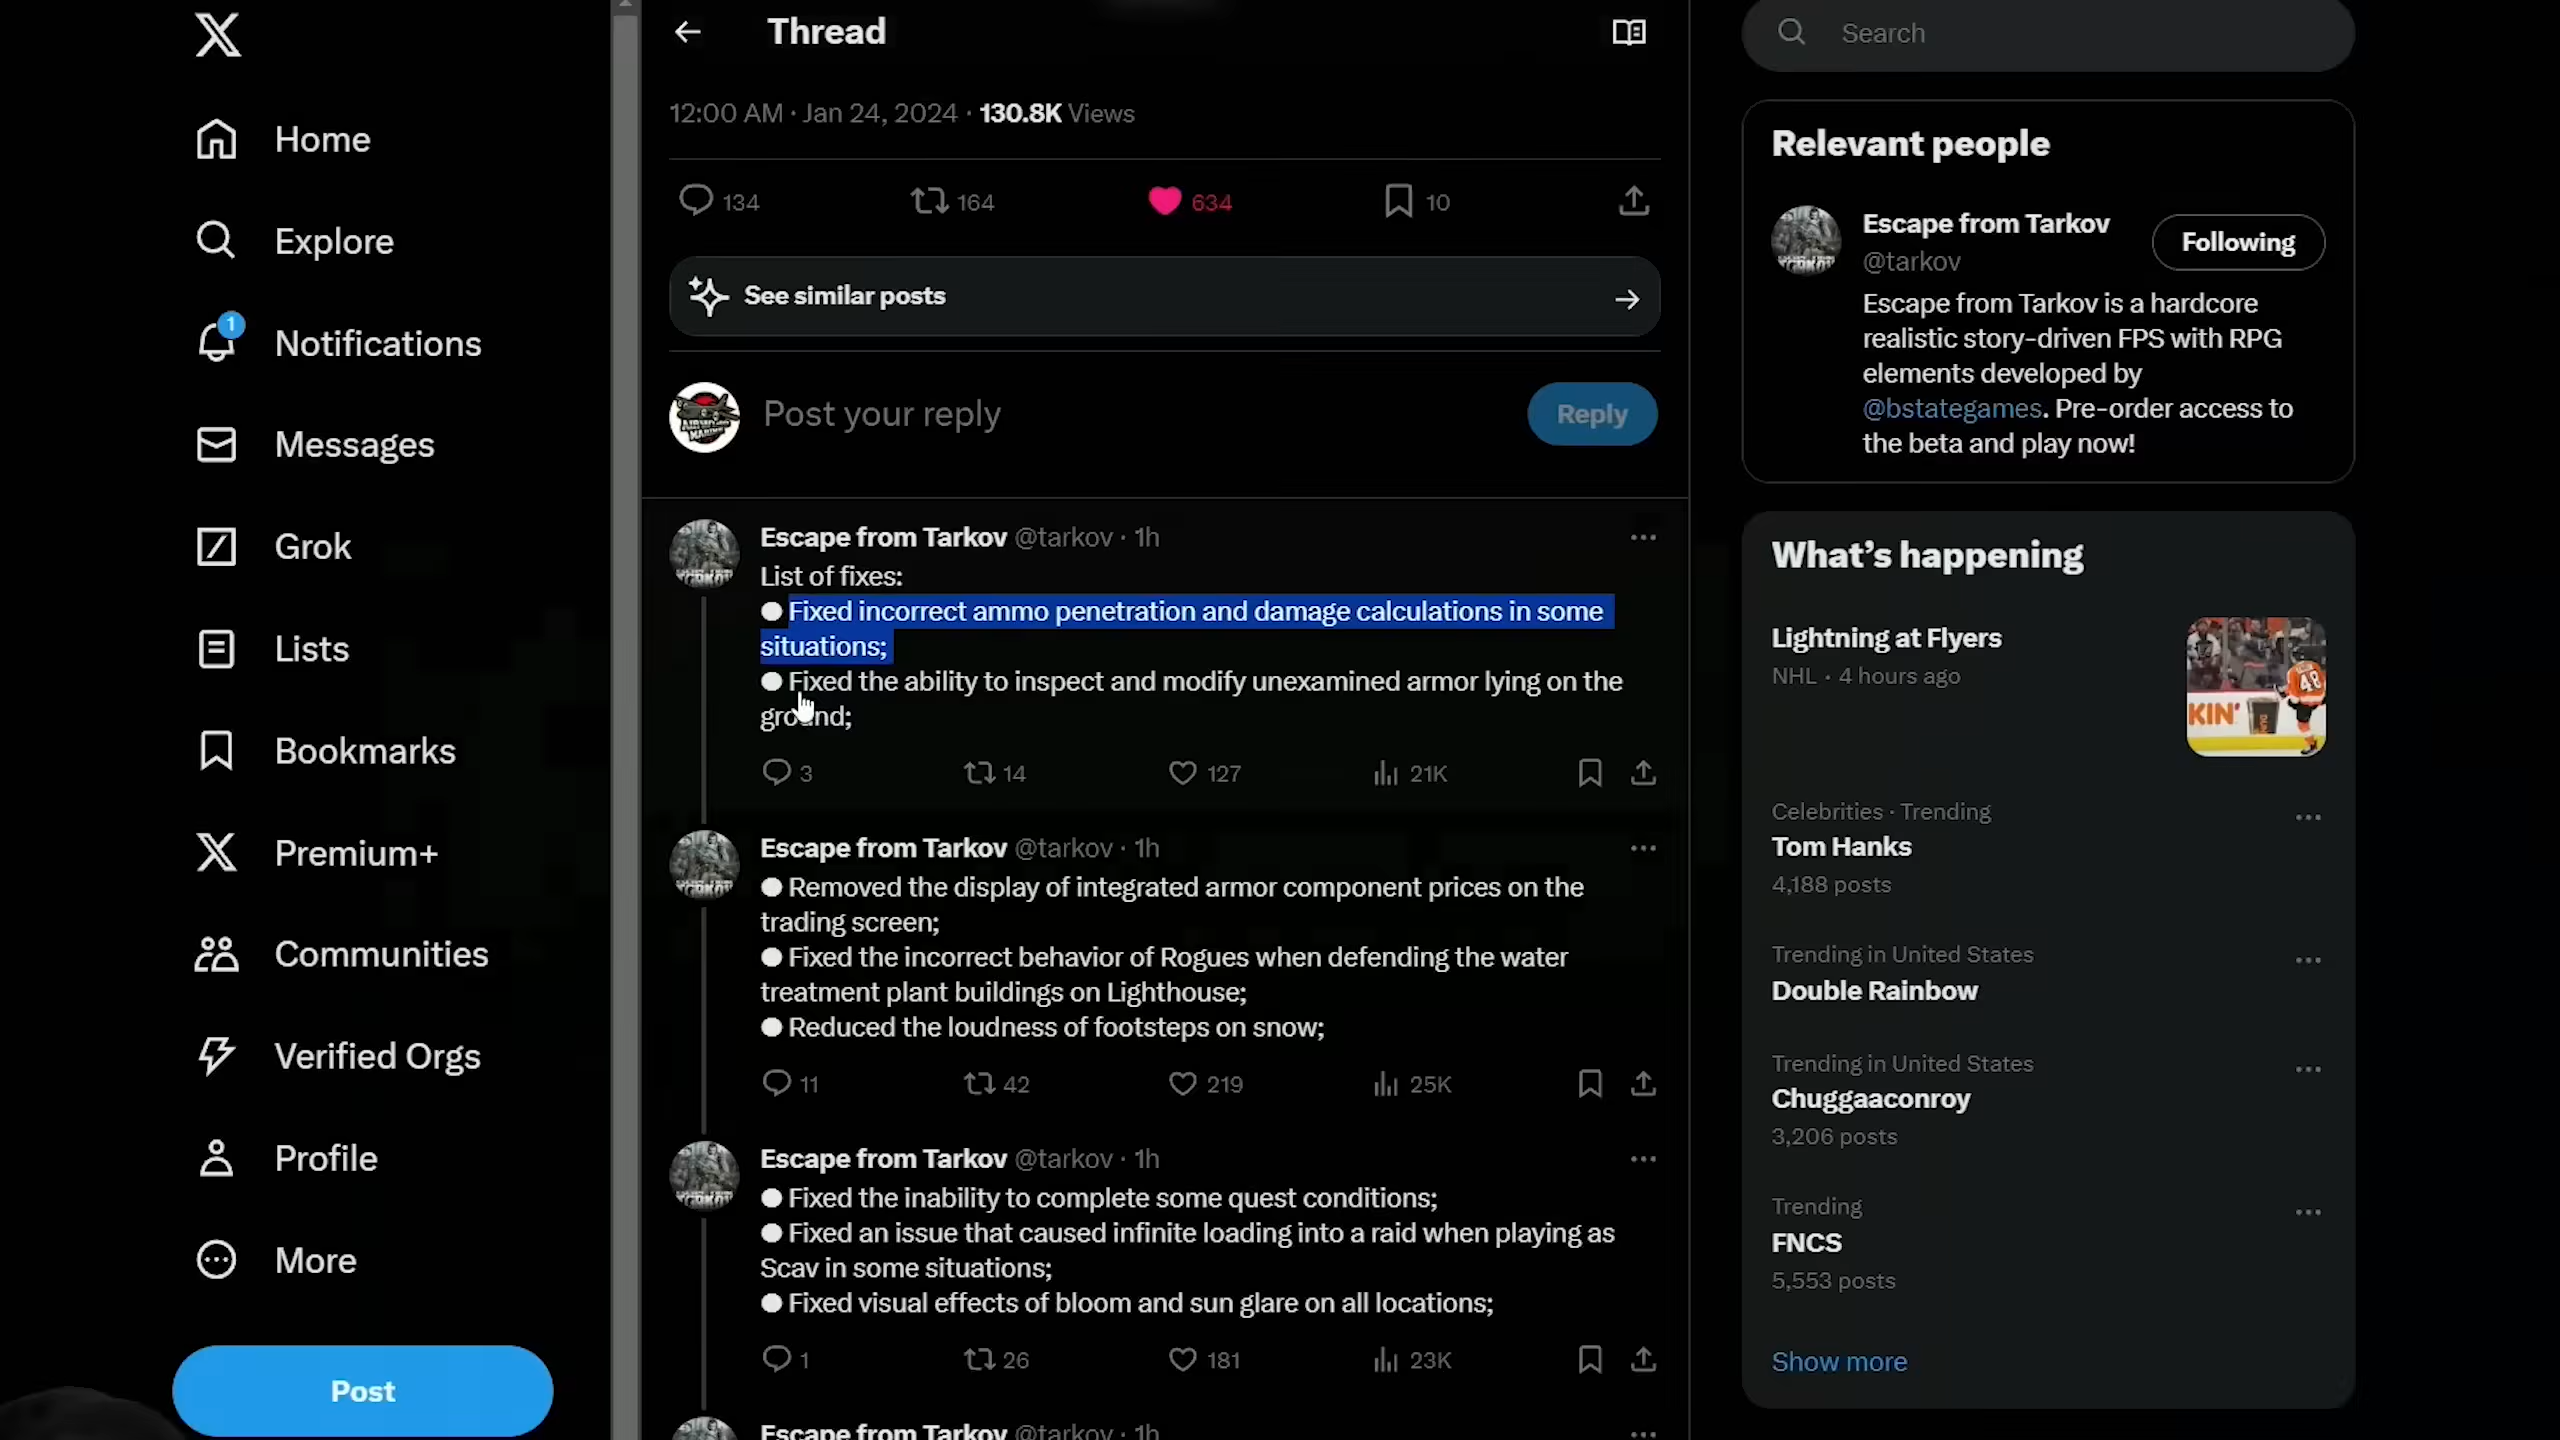 Home
Explore
1
Notifications
Messages
Grok
Lists
Bookmarks
Premium+
Communities
Verified Orgs
Profile
More
Post
Thread
12:00 AM · Jan 24, 2024 · 130.8K Views
134
164
634
10
See similar posts
Post your reply
Reply
Escape from Tarkov @tarkov · 1h
List of fixes:
● Fixed incorrect ammo penetration and damage calculations in some
situations;
● Fixed the ability to inspect and modify unexamined armor lying on the
ground;
3
14
127
21K
Escape from Tarkov @tarkov · 1h
● Removed the display of integrated armor component prices on the
trading screen;
● Fixed the incorrect behavior of Rogues when defending the water
treatment plant buildings on Lighthouse;
● Reduced the loudness of footsteps on snow;
11
42
219
25K
Escape from Tarkov @tarkov · 1h
● Fixed the inability to complete some quest conditions;
● Fixed an issue that caused infinite loading into a raid when playing as
Scav in some situations;
● Fixed visual effects of bloom and sun glare on all locations;
1
26
181
23K
Escape from Tarkov @tarkov · 1h
Search
Relevant people
Escape from Tarkov
@tarkov
Following
Escape from Tarkov is a hardcore
realistic story-driven FPS with RPG
elements developed by
@bstategames. Pre-order access to
the beta and play now!
What's happening
Lightning at Flyers
NHL · 4 hours ago
KIN'
48
Celebrities · Trending
Tom Hanks
4,188 posts
Trending in United States
Double Rainbow
Trending in United States
Chuggaaconroy
3,206 posts
Trending
FNCS
5,553 posts
Show more